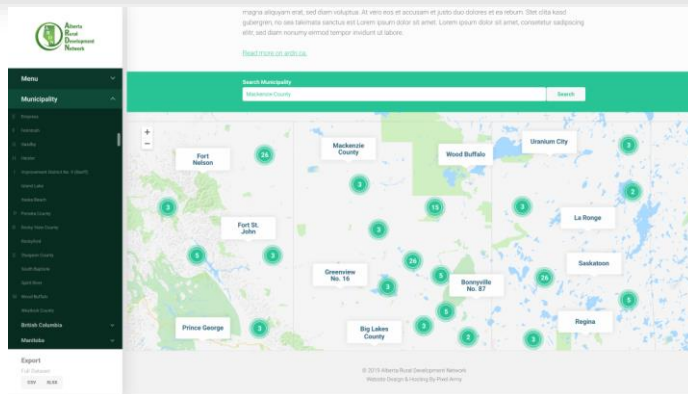 Alberta
Rural
Development
Network
Menu
Municipality
British Columbia
Manitoba
Export
Full Dataset
CSV XLSX
magna aliquyam erat, sed diam voluptua. At vero eos et accusam et justo duo dolores et ea rebum. Stet clita kasd
gubergren, no sea takimata sanctus est Lorem ipsum dolor sit amet. Lorem ipsum dolor sit amet, consetetur sadipscing
elitr, sed diam nonumy eirmod tempor invidunt ut labore.
Read more on ardn.ca.
Search Municipality
Mackenzie County
Search
+
−
Fort
Nelson
26
Mackenzie
County
Wood Buffalo
Uranium City
3
3
2
3
15
3
La Ronge
Fort St.
John
3
5
3
Greenview
No. 16
26
5
Bonnyville
No. 87
Saskatoon
26
3
5
5
Prince George
3
Big Lakes
County
3
2
3
Regina
© 2019 Alberta Rural Development Network
Website Design & Hosting By Pixel Army